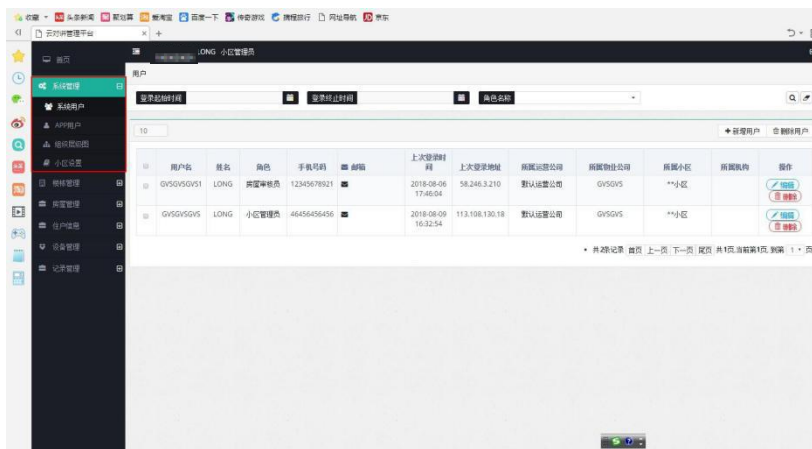 收藏 头条新闻 聚划算 爱淘宝 百度一下 传奇游戏 携程旅行 网址导航 京东
云对讲管理平台
LONG 小区管理员
首页
用户
系统管理
登录起始时间 登录终止时间 角色名称
系统用户
APP用户
10 新增用户 删除用户
组织层级图
小区设置
用户名 姓名 角色 手机号码 邮箱 上次登录时间 上次登录地址 所属运营公司 所属物业公司 所属小区 所属机构 操作
GVSGVSGVS1 LONG 房屋审核员 12345678921 2018-08-06 17:46:04 58.246.3.210 默认运营公司 GVSGVS **小区 编辑 删除
楼栋管理
房屋管理
GVSGVSGVS LONG 小区管理员 46456456456 2018-08-09 16:32:54 113.108.130.18 默认运营公司 GVSGVS **小区 编辑 删除
住户信息
设备管理
共2条记录 首页 上一页 下一页 尾页 共1页,当前第1页, 到第 1 页
记录管理